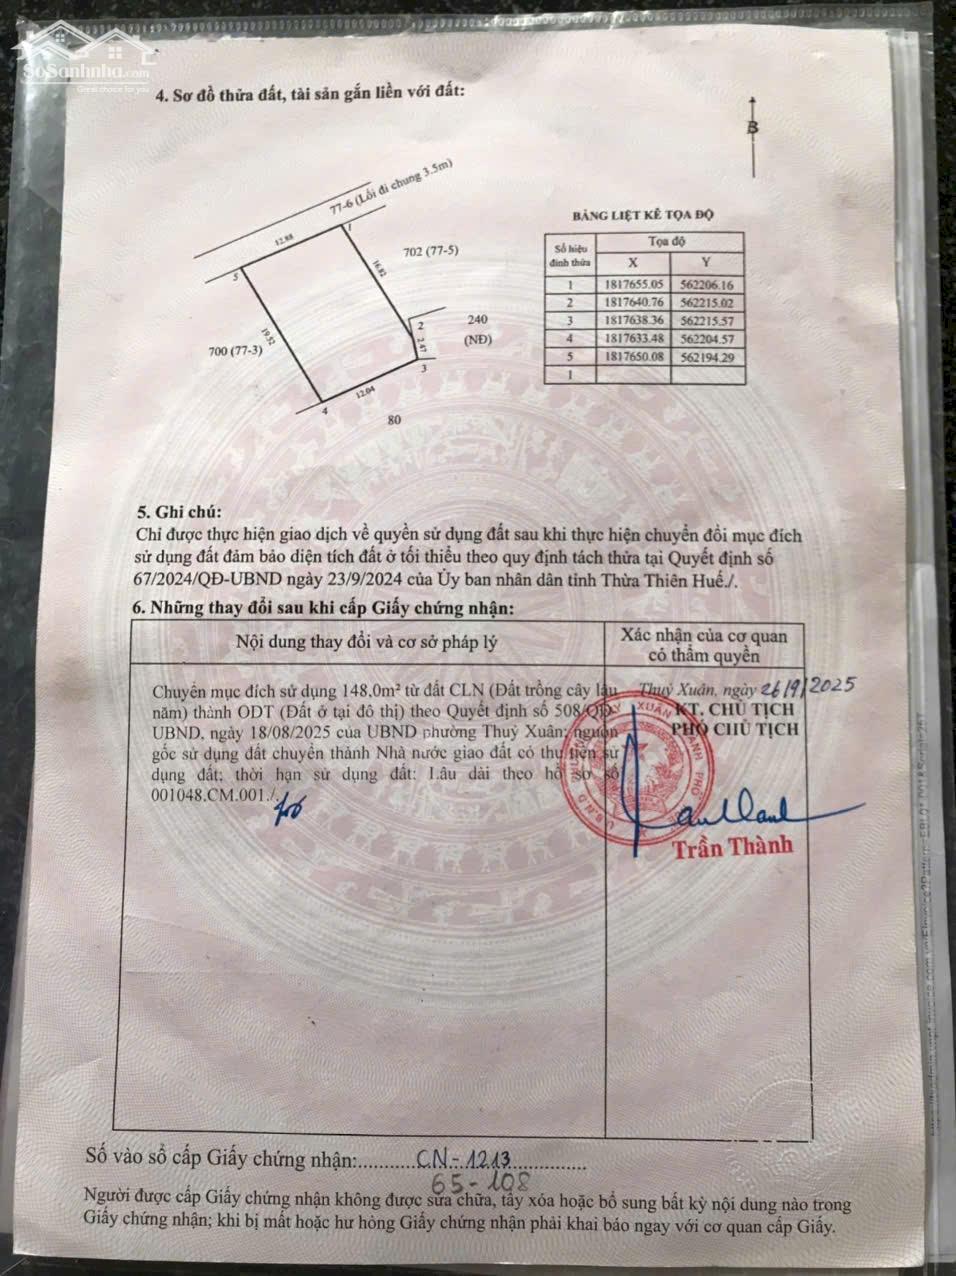 SoSanhnha.com
Great choice for you
4. Sơ đồ thửa đất, tài sản gắn liền với đất:
B
77-6 (Lối đi chung 3.5m)
12.88
1
5
702 (77-5)
16.82
19.52
700 (77-3)
2
240
(NĐ)
2.47
3
12.04
4
80
BẢNG LIỆT KÊ TỌA ĐỘ
Số hiệu đỉnh thửa
Tọa độ
X Y
1 1817655.05 562206.16
2 1817640.76 562215.02
3 1817638.36 562215.57
4 1817633.48 562204.57
5 1817650.08 562194.29
1
5. Ghi chú:
Chỉ được thực hiện giao dịch về quyền sử dụng đất sau khi thực hiện chuyển đổi mục đích
sử dụng đất đảm bảo diện tích đất ở tối thiểu theo quy định tách thửa tại Quyết định số
67/2024/QĐ-UBND ngày 23/9/2024 của Ủy ban nhân dân tỉnh Thừa Thiên Huế./.
6. Những thay đổi sau khi cấp Giấy chứng nhận:
Nội dung thay đổi và cơ sở pháp lý
Xác nhận của cơ quan
có thẩm quyền
Chuyển mục đích sử dụng 148,0m² từ đất CLN (Đất trồng cây lâu
năm) thành ODT (Đất ở tại đô thị) theo Quyết định số 508/QĐ-
UBND, ngày 18/08/2025 của UBND phường Thuỷ Xuân; nguồn
gốc sử dụng đất chuyển thành Nhà nước giao đất có thu tiền sử
dụng đất; thời hạn sử dụng đất: Lâu dài theo hồ sơ số
001048.CM.001./.
Thuỷ Xuân, ngày 26/9/2025
KT. CHỦ TỊCH
PHÓ CHỦ TỊCH
Trần Thành
Số vào sổ cấp Giấy chứng nhận: CN-1213
65-108
Người được cấp Giấy chứng nhận không được sửa chữa, tẩy xóa hoặc bổ sung bất kỳ nội dung nào trong
Giấy chứng nhận; khi bị mất hoặc hư hỏng Giấy chứng nhận phải khai báo ngay với cơ quan cấp Giấy.